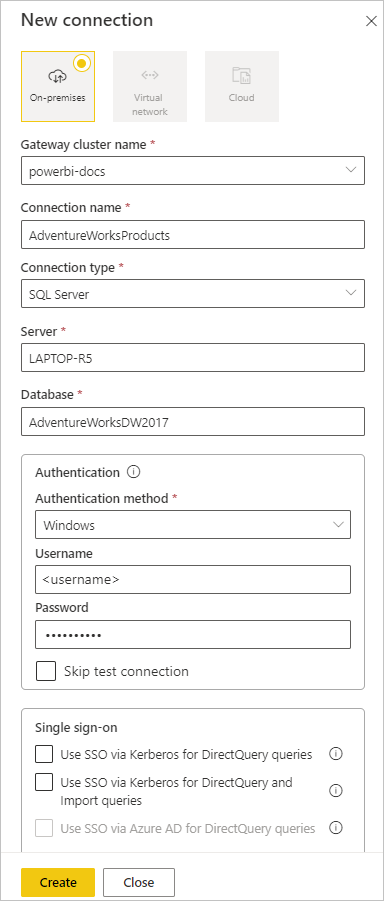 New connection
On-premises
Virtual
network
Cloud
Gateway cluster name *
powerbi-docs
Connection name *
AdventureWorksProducts
Connection type *
SQL Server
Server *
LAPTOP-R5
Database *
AdventureWorksDW2017
Authentication
Authentication method *
Windows
Username
<username>
Password
••••••••••
Skip test connection
Single sign-on
Use SSO via Kerberos for DirectQuery queries
Use SSO via Kerberos for DirectQuery and
Import queries
Use SSO via Azure AD for DirectQuery queries
Create
Close